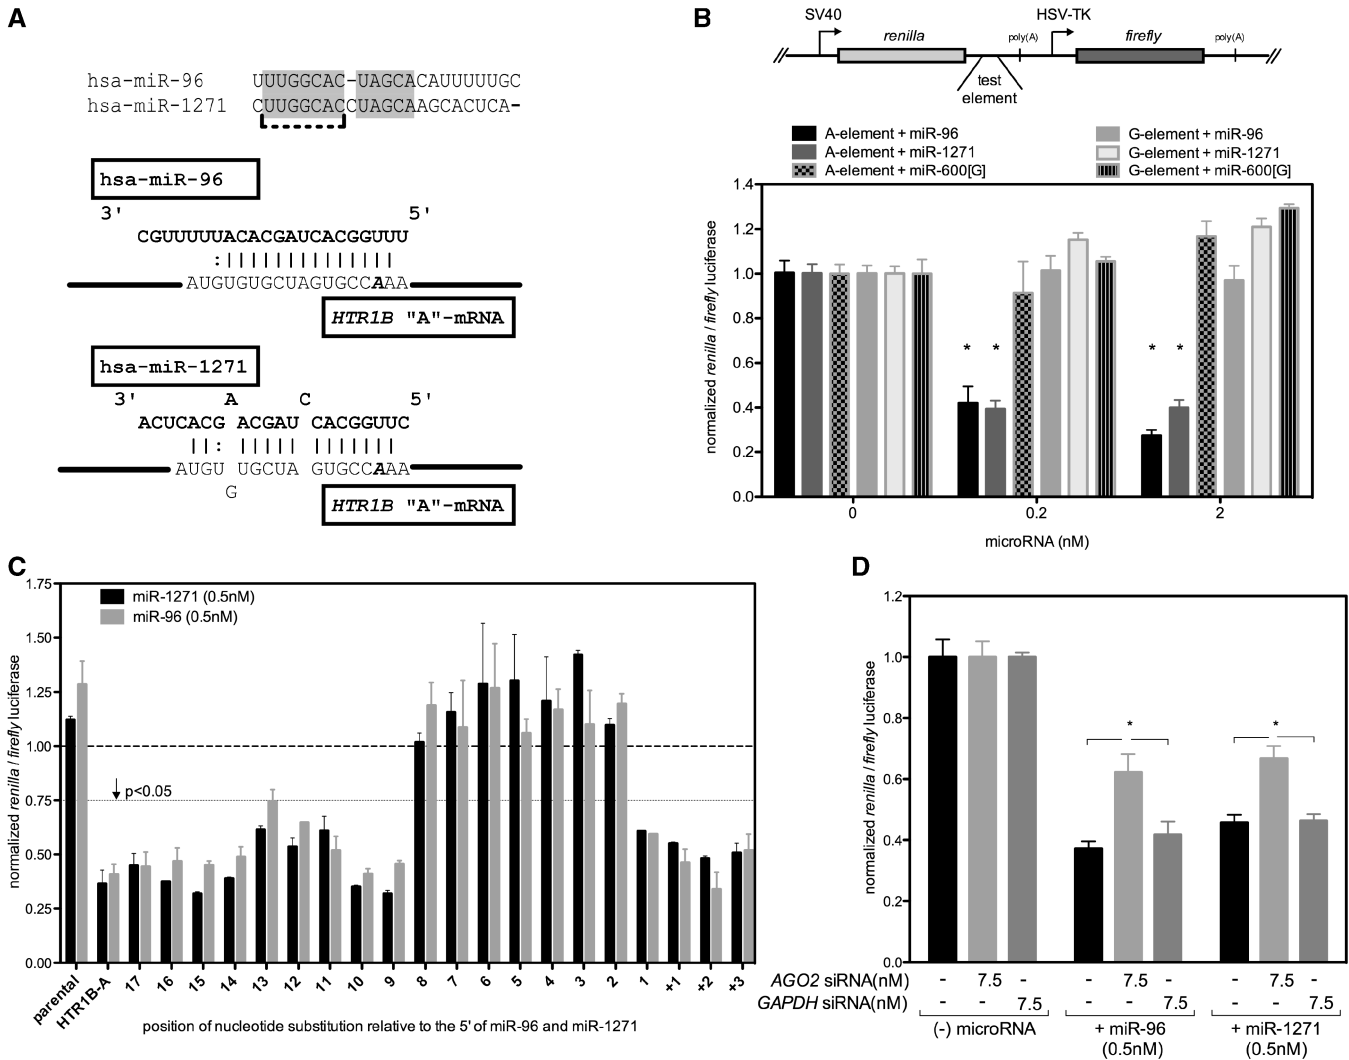 A
hsa-miR-96 UUUGGCAC-UAGCACAUUUUUGC
hsa-miR-1271 CUUGGCACCUAGCAAGCACUCA-
hsa-miR-96
3' 5'
CGUUUUUACACGAUCACGGUUU
:||||||||||||||
AUGUGUGCUAGUGCCAAA
HTR1B "A"-mRNA
hsa-miR-1271
3' A C 5'
ACUCACG ACGAU CACGGUUC
||: ||||| |||||||
AUGU UGCUA GUGCCAAA
G
HTR1B "A"-mRNA
B
SV40 HSV-TK
renilla poly(A) firefly poly(A)
test
element
A-element + miR-96 G-element + miR-96
A-element + miR-1271 G-element + miR-1271
A-element + miR-600[G] G-element + miR-600[G]
normalized renilla / firefly luciferase
1.4
1.2
1.0
0.8
0.6
0.4
0.2
0.0
* * * *
0 0.2 2
microRNA (nM)
C
miR-1271 (0.5nM)
miR-96 (0.5nM)
normalized renilla / firefly luciferase
1.75
1.50
1.25
1.00
0.75
0.50
0.25
0.00
p<0.05
parental HTR1B-A 17 16 15 14 13 12 11 10 9 8 7 6 5 4 3 2 1 +1 +2 +3
position of nucleotide substitution relative to the 5' of miR-96 and miR-1271
D
normalized renilla / firefly luciferase
1.2
1.0
0.8
0.6
0.4
0.2
0.0
* *
AGO2 siRNA(nM) - 7.5 - - 7.5 - - 7.5 -
GAPDH siRNA(nM) - - 7.5 - - 7.5 - - 7.5
(-) microRNA + miR-96 + miR-1271
(0.5nM) (0.5nM)